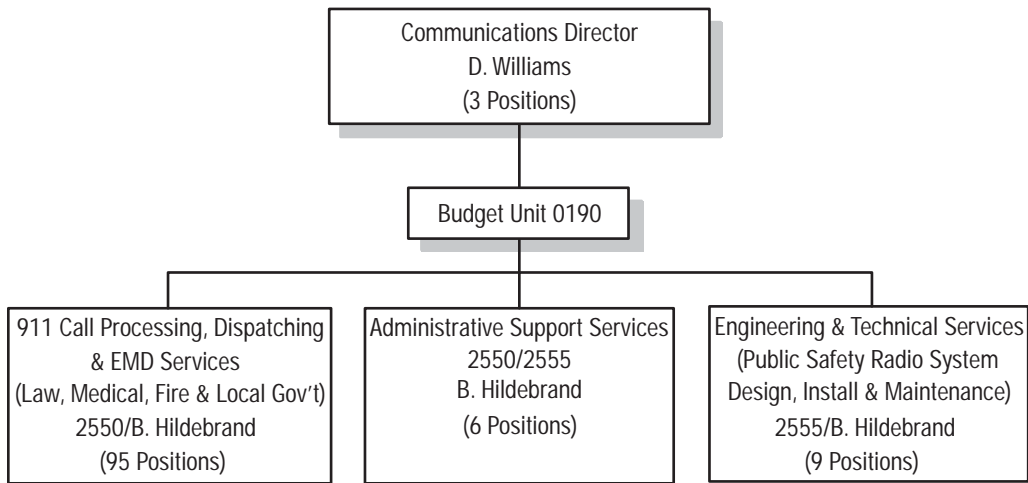 Communications Director
D. Williams
(3 Positions)
Budget Unit 0190
911 Call Processing, Dispatching
& EMD Services
(Law, Medical, Fire & Local Gov’t)
2550/B. Hildebrand
(95 Positions)
Administrative Support Services
2550/2555
B. Hildebrand
(6 Positions)
Engineering & Technical Services
(Public Safety Radio System
Design, Install & Maintenance)
2555/B. Hildebrand
(9 Positions)